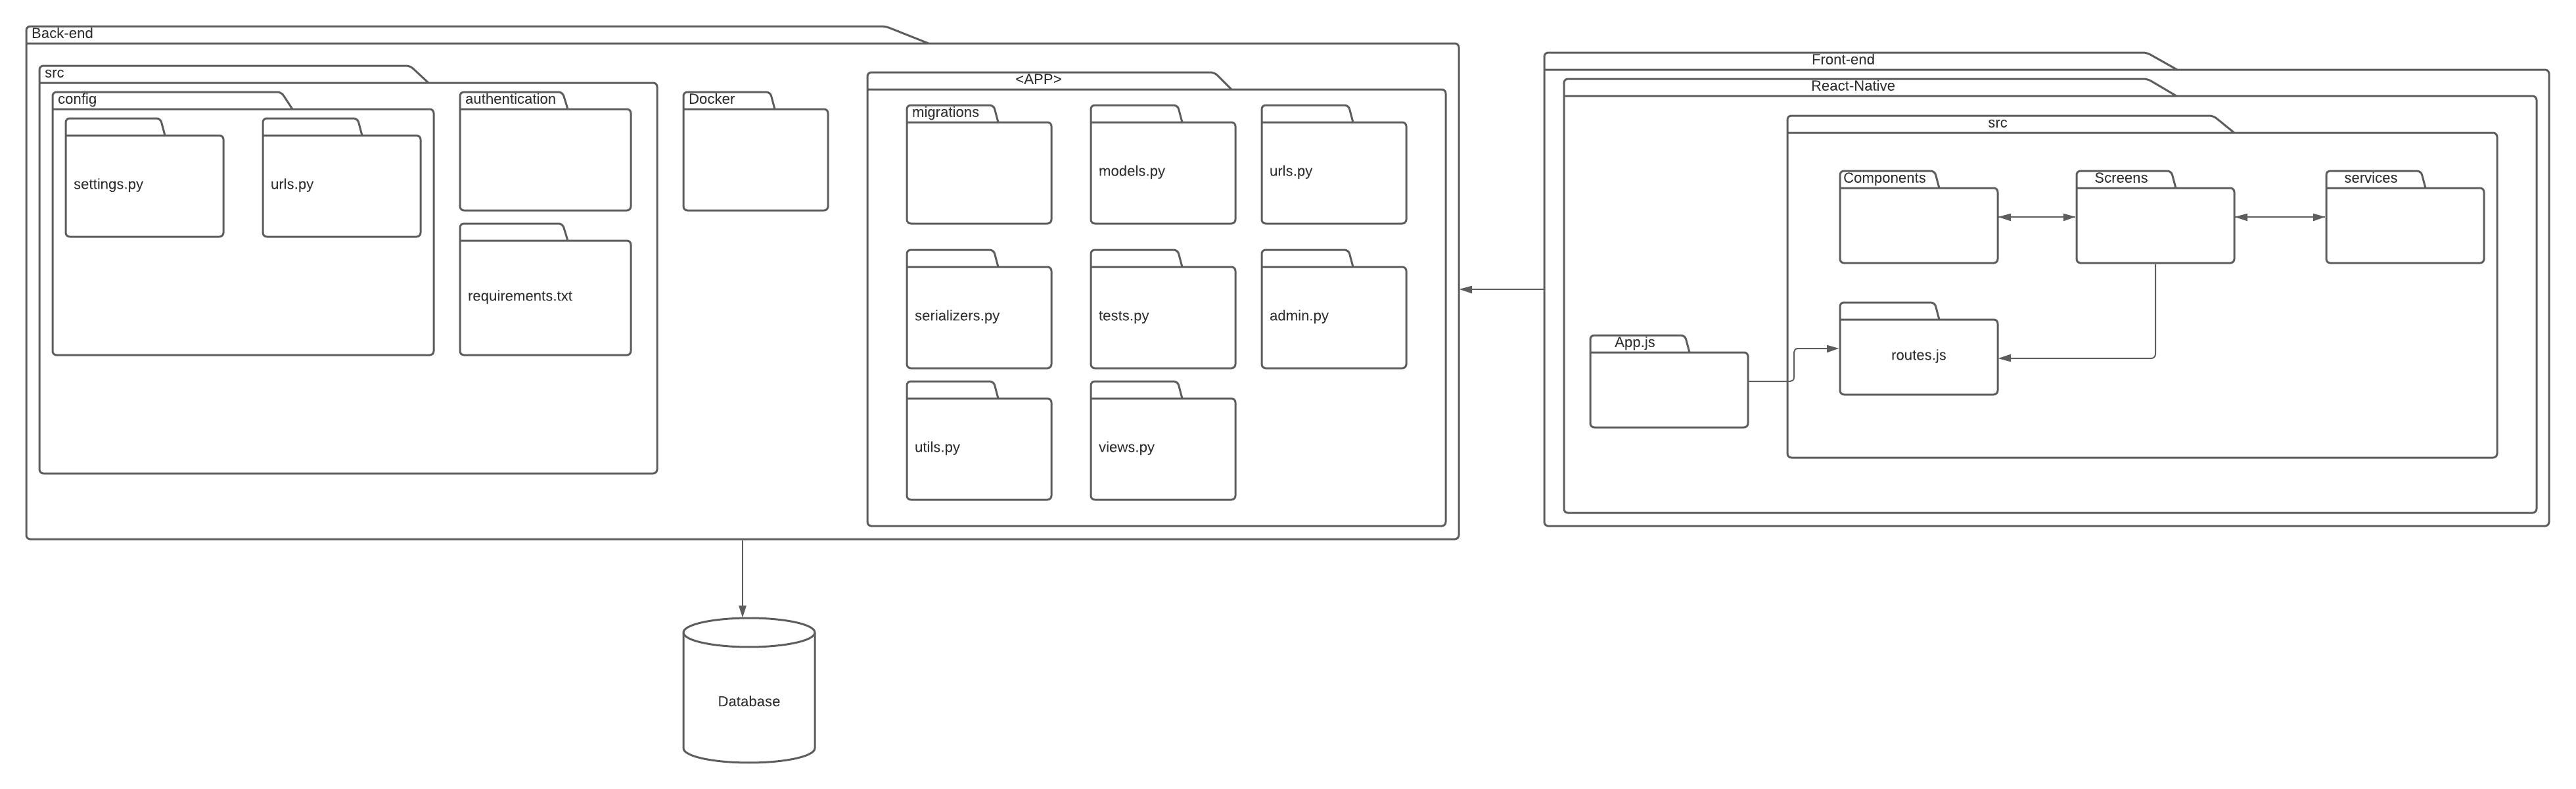 Back-end
src
config
settings.py
urls.py
authentication
requirements.txt
Docker
<APP>
migrations
models.py
urls.py
serializers.py
tests.py
admin.py
utils.py
views.py
Front-end
React-Native
src
Components
Screens
services
App.js
routes.js
Database